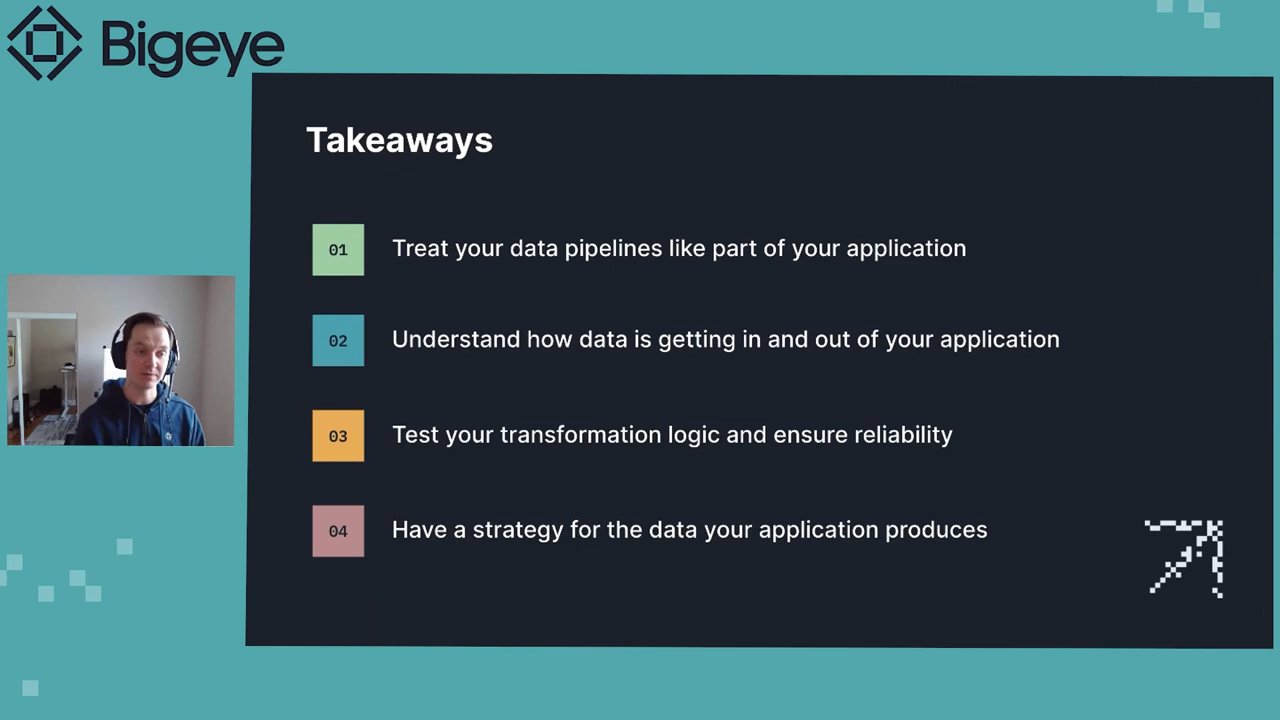 Bigeye
Takeaways
01
Treat your data pipelines like part of your application
02
Understand how data is getting in and out of your application
03
Test your transformation logic and ensure reliability
04
Have a strategy for the data your application produces